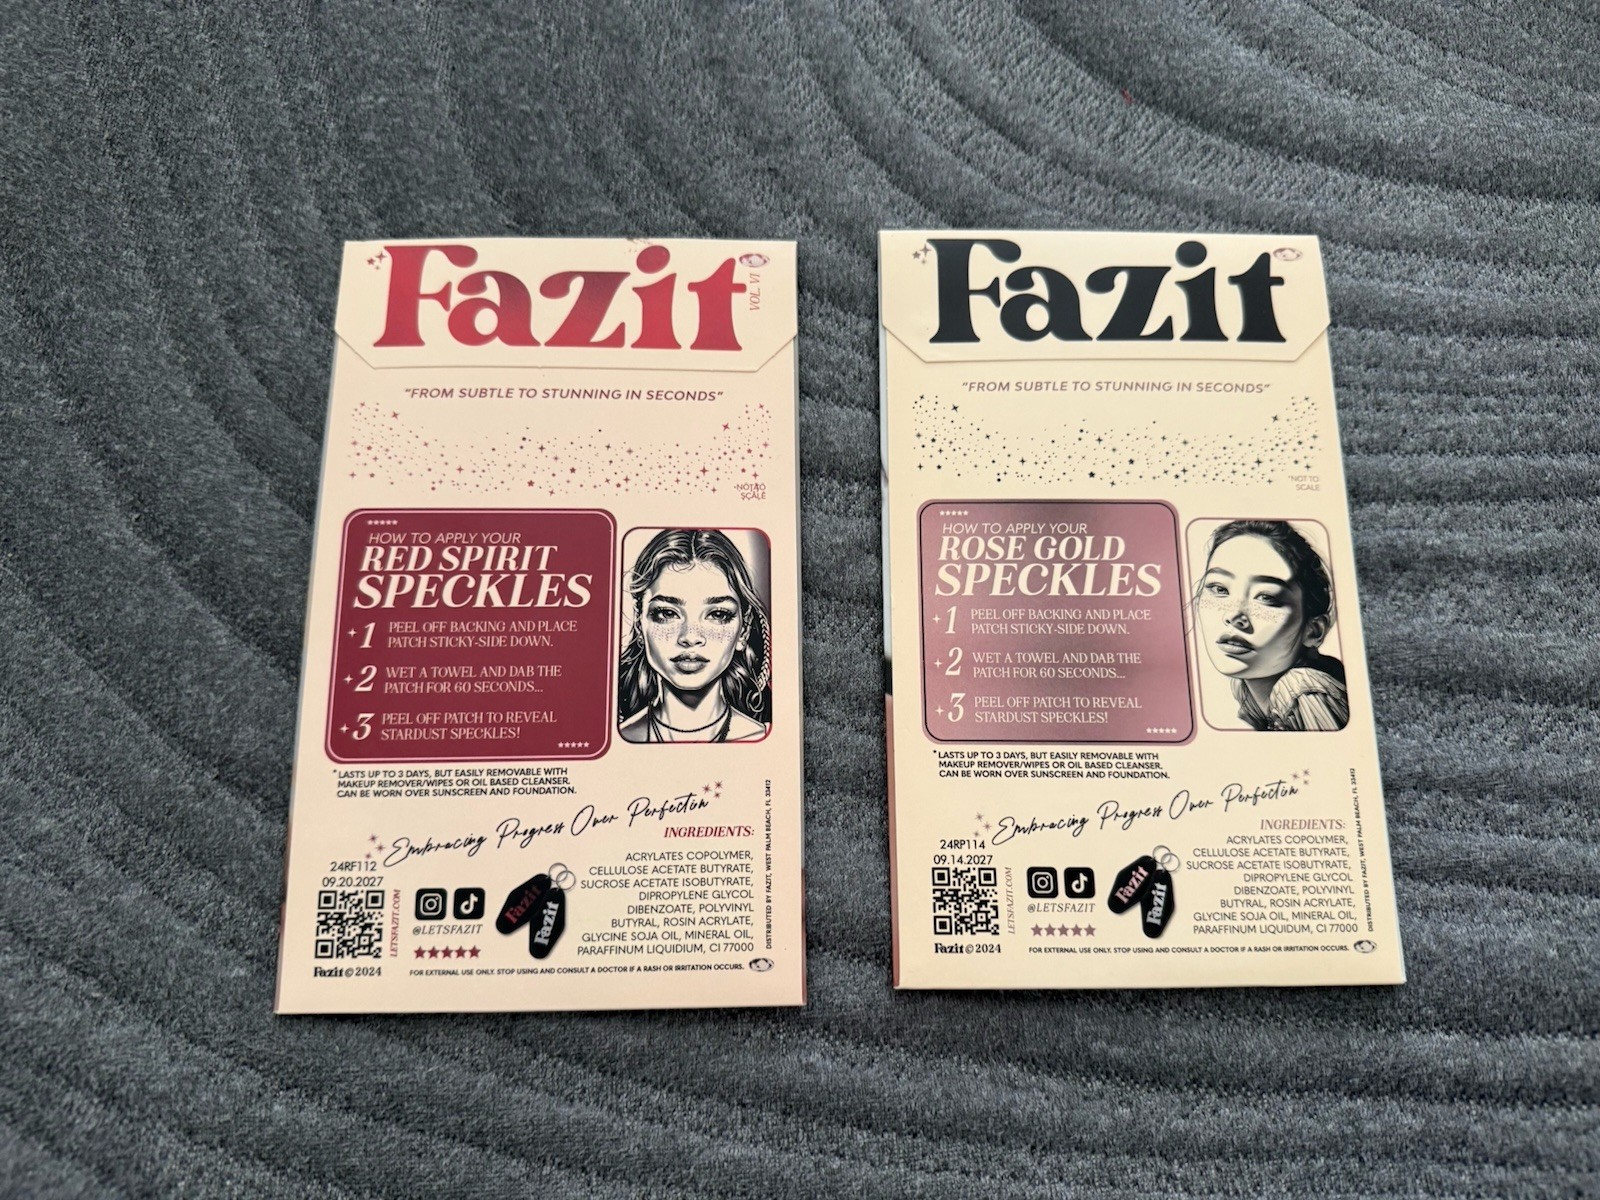 Fazit
VOL. VI
"FROM SUBTLE TO STUNNING IN SECONDS"
*NOT TO
SCALE
HOW TO APPLY YOUR
RED SPIRIT
SPECKLES
1 PEEL OFF BACKING AND PLACE
PATCH STICKY-SIDE DOWN.
2 WET A TOWEL AND DAB THE
PATCH FOR 60 SECONDS...
3 PEEL OFF PATCH TO REVEAL
STARDUST SPECKLES!
*LASTS UP TO 3 DAYS, BUT EASILY REMOVABLE WITH
MAKEUP REMOVER/WIPES OR OIL BASED CLEANSER.
CAN BE WORN OVER SUNSCREEN AND FOUNDATION.
Embracing Progress Over Perfection
INGREDIENTS:
ACRYLATES COPOLYMER,
CELLULOSE ACETATE BUTYRATE,
SUCROSE ACETATE ISOBUTYRATE,
DIPROPYLENE GLYCOL
DIBENZOATE, POLYVINYL
BUTYRAL, ROSIN ACRYLATE,
GLYCINE SOJA OIL, MINERAL OIL,
PARAFFINUM LIQUIDIUM, CI 77000
DISTRIBUTED BY FAZIT, WEST PALM BEACH, FL 33412
24RF112
09.20.2027
LETSFAZIT.COM
@LETSFAZIT
Fazit
Fazit
Fazit © 2024
FOR EXTERNAL USE ONLY. STOP USING AND CONSULT A DOCTOR IF A RASH OR IRRITATION OCCURS.
Fazit
"FROM SUBTLE TO STUNNING IN SECONDS"
*NOT TO
SCALE
HOW TO APPLY YOUR
ROSE GOLD
SPECKLES
1 PEEL OFF BACKING AND PLACE
PATCH STICKY-SIDE DOWN.
2 WET A TOWEL AND DAB THE
PATCH FOR 60 SECONDS...
3 PEEL OFF PATCH TO REVEAL
STARDUST SPECKLES!
*LASTS UP TO 3 DAYS, BUT EASILY REMOVABLE WITH
MAKEUP REMOVER/WIPES OR OIL BASED CLEANSER.
CAN BE WORN OVER SUNSCREEN AND FOUNDATION.
Embracing Progress Over Perfection
INGREDIENTS:
ACRYLATES COPOLYMER,
CELLULOSE ACETATE BUTYRATE,
SUCROSE ACETATE ISOBUTYRATE,
DIPROPYLENE GLYCOL
DIBENZOATE, POLYVINYL
BUTYRAL, ROSIN ACRYLATE,
GLYCINE SOJA OIL, MINERAL OIL,
PARAFFINUM LIQUIDIUM, CI 77000
DISTRIBUTED BY FAZIT, WEST PALM BEACH, FL 33412
24RP114
09.14.2027
LETSFAZIT.COM
@LETSFAZIT
Fazit
Fazit
Fazit © 2024
FOR EXTERNAL USE ONLY. STOP USING AND CONSULT A DOCTOR IF A RASH OR IRRITATION OCCURS.